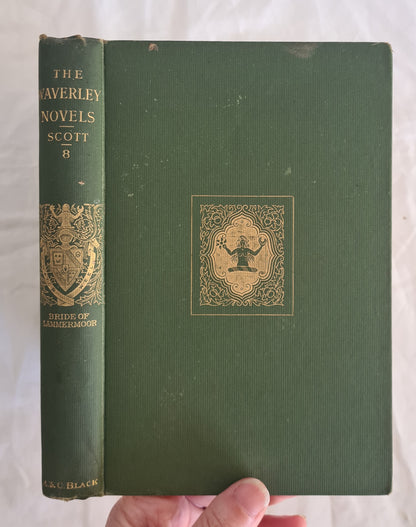 THE
WAVERLEY
NOVELS
SCOTT
8
BRIDE OF
LAMMERMOOR
A. & C. BLACK